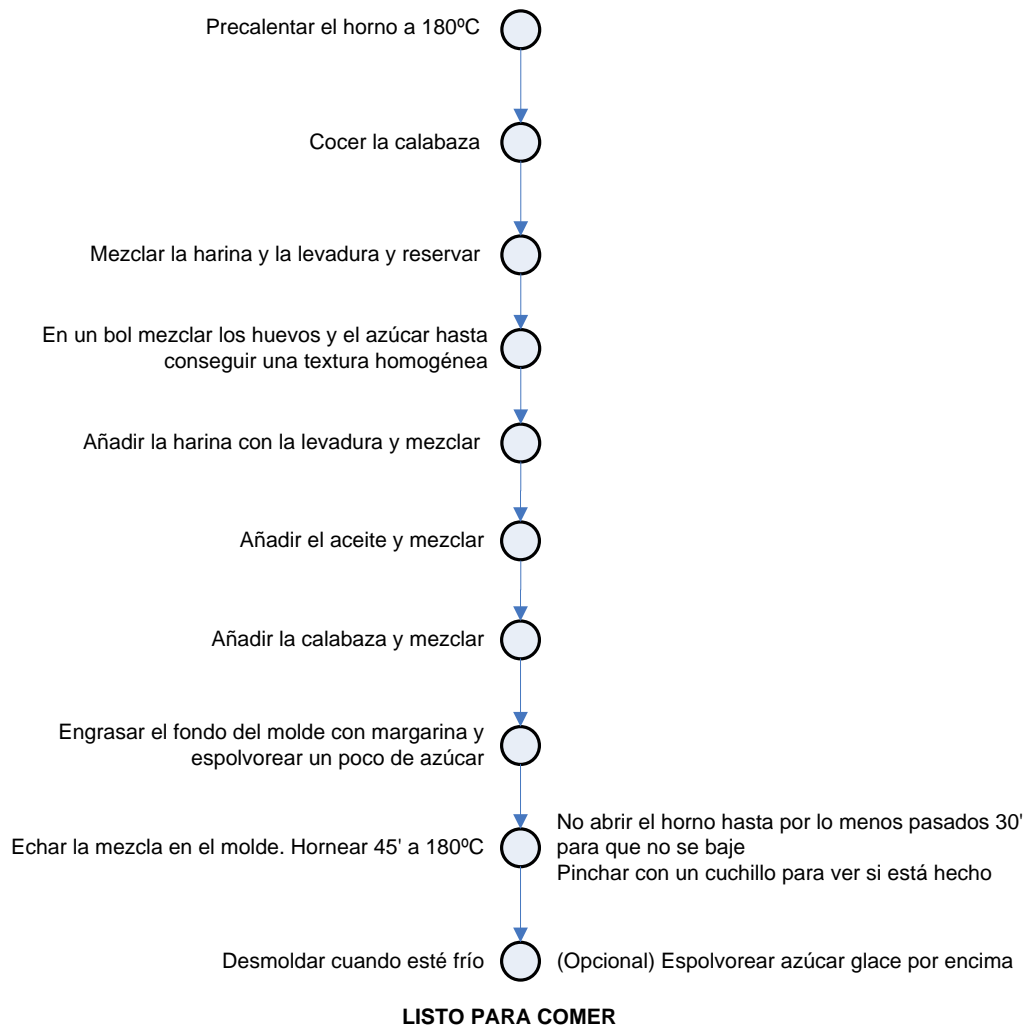 Precalentar el horno a 180ºC
Cocer la calabaza
Mezclar la harina y la levadura y reservar
En un bol mezclar los huevos y el azúcar hasta
conseguir una textura homogénea
Añadir la harina con la levadura y mezclar
Añadir el aceite y mezclar
Añadir la calabaza y mezclar
Engrasar el fondo del molde con margarina y
espolvorear un poco de azúcar
Echar la mezcla en el molde. Hornear 45' a 180ºC
No abrir el horno hasta por lo menos pasados 30'
para que no se baje
Pinchar con un cuchillo para ver si está hecho
Desmoldar cuando esté frío
(Opcional) Espolvorear azúcar glace por encima
LISTO PARA COMER